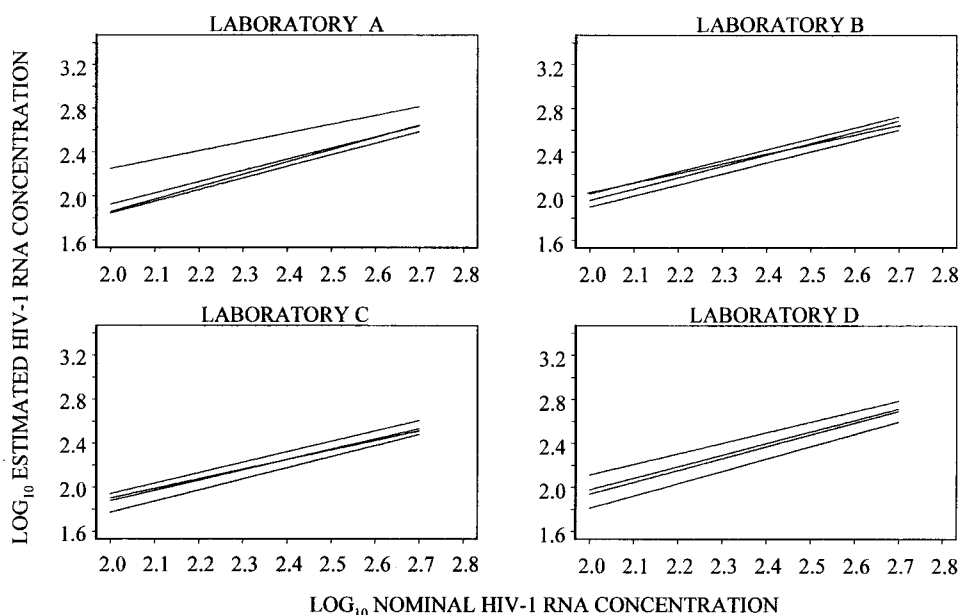 LABORATORY A
LABORATORY B
LOG10 ESTIMATED HIV-1 RNA CONCENTRATION
3.2
2.8
2.4
2.0
1.6
2.0 2.1 2.2 2.3 2.4 2.5 2.6 2.7 2.8
3.2
2.8
2.4
2.0
1.6
2.0 2.1 2.2 2.3 2.4 2.5 2.6 2.7 2.8
LABORATORY C
LABORATORY D
3.2
2.8
2.4
2.0
1.6
2.0 2.1 2.2 2.3 2.4 2.5 2.6 2.7 2.8
3.2
2.8
2.4
2.0
1.6
2.0 2.1 2.2 2.3 2.4 2.5 2.6 2.7 2.8
LOG10 NOMINAL HIV-1 RNA CONCENTRATION